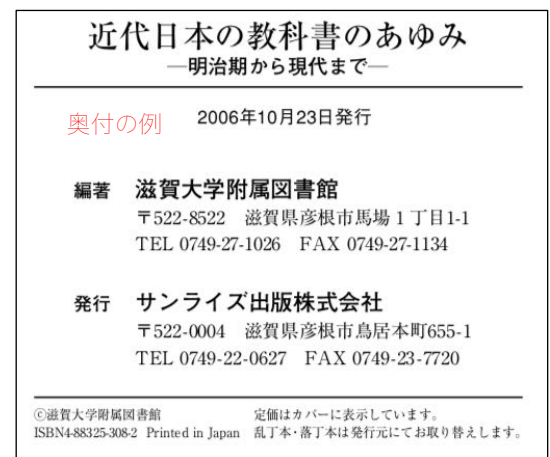 近代日本の教科書のあゆみ
―明治期から現代まで―
奥付の例
2006年10月23日発行
編著 滋賀大学附属図書館
〒522-8522 滋賀県彦根市馬場1丁目1-1
TEL 0749-27-1026 FAX 0749-27-1134
発行 サンライズ出版株式会社
〒522-0004 滋賀県彦根市鳥居本町655-1
TEL 0749-22-0627 FAX 0749-23-7720
©滋賀大学附属図書館 定価はカバーに表示しています。
ISBN4-88325-308-2 Printed in Japan 乱丁本・落丁本は発行元にてお取り替えします。